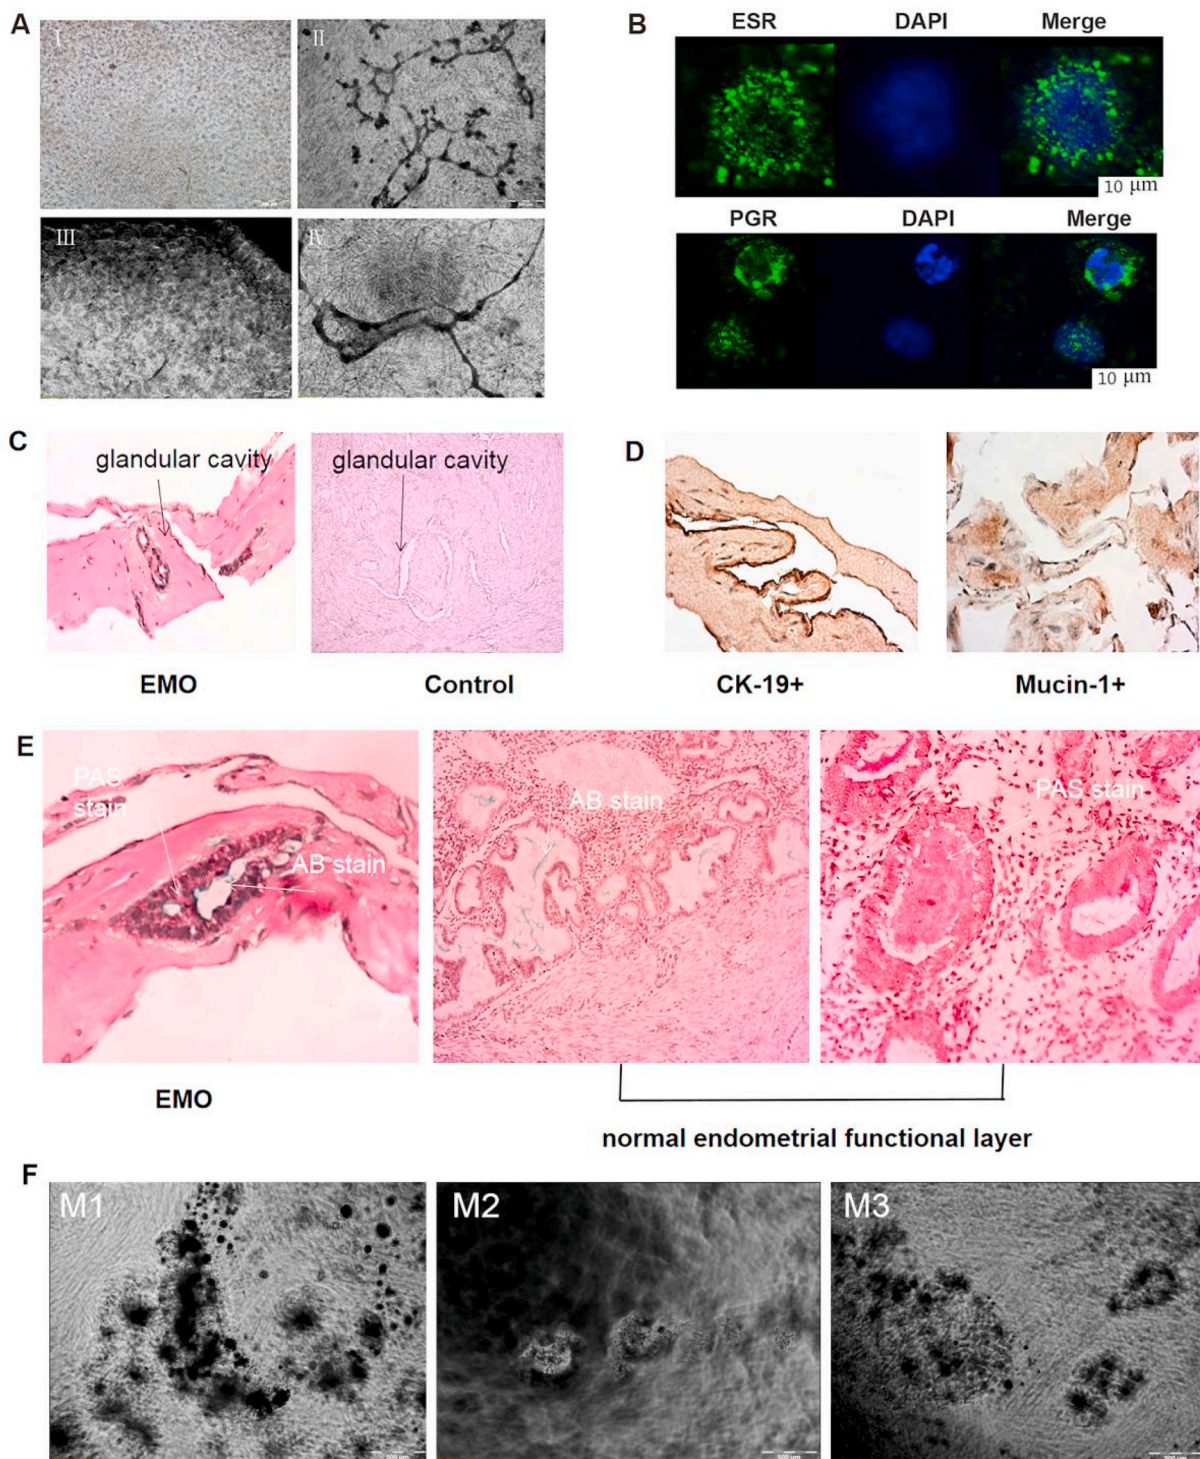 A
I
II
III
IV
B
ESR DAPI Merge
10 μm
PGR DAPI Merge
10 μm
C
glandular cavity
glandular cavity
EMO
Control
D
CK-19+
Mucin-1+
E
PAS
stain
AB stain
AB stain
PAS stain
EMO
normal endometrial functional layer
F
M1
M2
M3